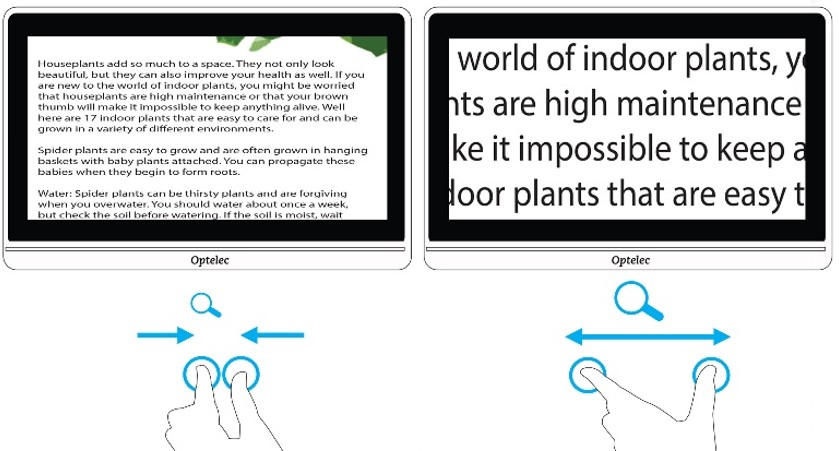 Houseplants add so much to a space. They not only look
beautiful, but they can also improve your health as well. If you
are new to the world of indoor plants, you might be worried
that houseplants are high maintenance or that your brown
thumb will make it impossible to keep anything alive. Well
here are 17 indoor plants that are easy to care for and can be
grown in a variety of different environments.
Spider plants are easy to grow and are often grown in hanging
baskets with baby plants attached. You can propagate these
babies when they begin to form roots.
Water: Spider plants can be thirsty plants and are forgiving
when you overwater. You should water about once a week,
but check the soil before watering. If the soil is moist, wait
Optelec
world of indoor plants, yo
nts are high maintenance
ke it impossible to keep a
door plants that are easy t
Optelec